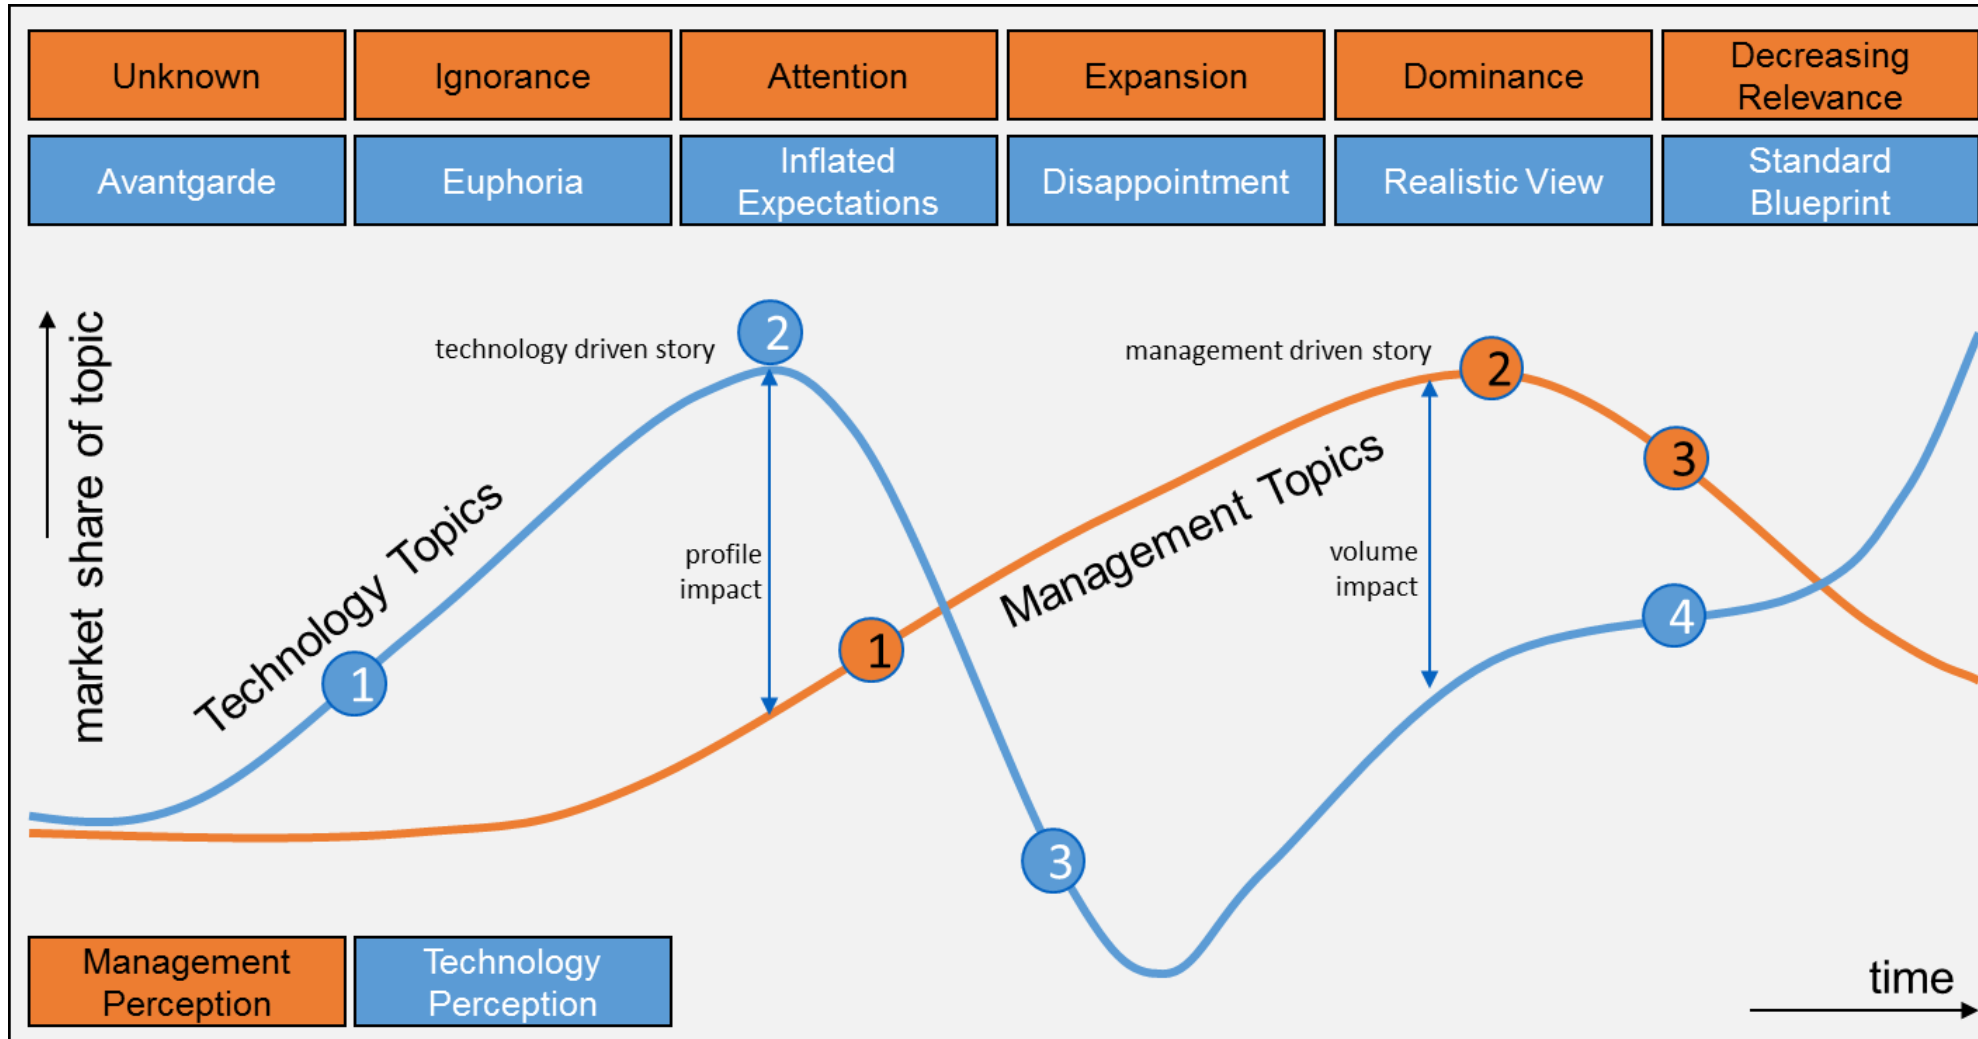 Unknown
Ignorance
Attention
Expansion
Dominance
Decreasing
Relevance
Avantgarde
Euphoria
Inflated
Expectations
Disappointment
Realistic View
Standard
Blueprint
market share of topic
technology driven story
2
management driven story
2
Technology Topics
Management Topics
3
profile
impact
volume
impact
1
1
4
3
Management
Perception
Technology
Perception
time